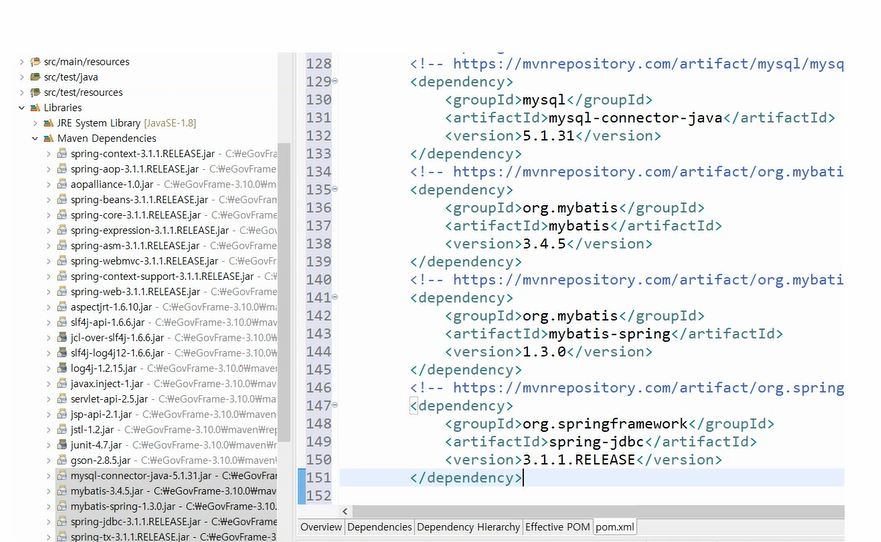 src/main/resources
src/test/java
src/test/resources
Libraries
JRE System Library [JavaSE-1.8]
Maven Dependencies
spring-context-3.1.1.RELEASE.jar - C:₩eGovFra
spring-aop-3.1.1.RELEASE.jar - C:₩eGovFrame
aopalliance-1.0.jar - C:₩eGovFrame-3.10.0₩m
spring-beans-3.1.1.RELEASE.jar - C:₩eGovFram
spring-core-3.1.1.RELEASE.jar - C:₩eGovFrame
spring-expression-3.1.1.RELEASE.jar - C:₩eGo
spring-asm-3.1.1.RELEASE.jar - C:₩eGovFrame
spring-webmvc-3.1.1.RELEASE.jar - C:₩eGovF
spring-context-support-3.1.1.RELEASE.jar - C:₩
spring-web-3.1.1.RELEASE.jar - C:₩eGovFrame
aspectjrt-1.6.10.jar - C:₩eGovFrame-3.10.0₩m
slf4j-api-1.6.6.jar - C:₩eGovFrame-3.10.0₩mav
jcl-over-slf4j-1.6.6.jar - C:₩eGovFrame-3.10.0₩
slf4j-log4j12-1.6.6.jar - C:₩eGovFrame-3.10.0₩
log4j-1.2.15.jar - C:₩eGovFrame-3.10.0₩maven
javax.inject-1.jar - C:₩eGovFrame-3.10.0₩mave
servlet-api-2.5.jar - C:₩eGovFrame-3.10.0₩mav
jsp-api-2.1.jar - C:₩eGovFrame-3.10.0₩maven₩
jstl-1.2.jar - C:₩eGovFrame-3.10.0₩maven₩rep
junit-4.7.jar - C:₩eGovFrame-3.10.0₩maven₩r
gson-2.8.5.jar - C:₩eGovFrame-3.10.0₩maven₩
mysql-connector-java-5.1.31.jar - C:₩eGovFrar
mybatis-3.4.5.jar - C:₩eGovFrame-3.10.0₩mav
mybatis-spring-1.3.0.jar - C:₩eGovFrame-3.10.
spring-jdbc-3.1.1.RELEASE.jar - C:₩eGovFrame
spring-tx-3.1.1.RELEASE.jar - C:₩eGovFrame-3
128 <!-- https://mvnrepository.com/artifact/mysql/mysq
129 <dependency>
130 <groupId>mysql</groupId>
131 <artifactId>mysql-connector-java</artifactId>
132 <version>5.1.31</version>
133 </dependency>
134 <!-- https://mvnrepository.com/artifact/org.mybati
135 <dependency>
136 <groupId>org.mybatis</groupId>
137 <artifactId>mybatis</artifactId>
138 <version>3.4.5</version>
139 </dependency>
140 <!-- https://mvnrepository.com/artifact/org.mybati
141 <dependency>
142 <groupId>org.mybatis</groupId>
143 <artifactId>mybatis-spring</artifactId>
144 <version>1.3.0</version>
145 </dependency>
146 <!-- https://mvnrepository.com/artifact/org.spring
147 <dependency>
148 <groupId>org.springframework</groupId>
149 <artifactId>spring-jdbc</artifactId>
150 <version>3.1.1.RELEASE</version>
151 </dependency>
152
Overview Dependencies Dependency Hierarchy Effective POM pom.xml